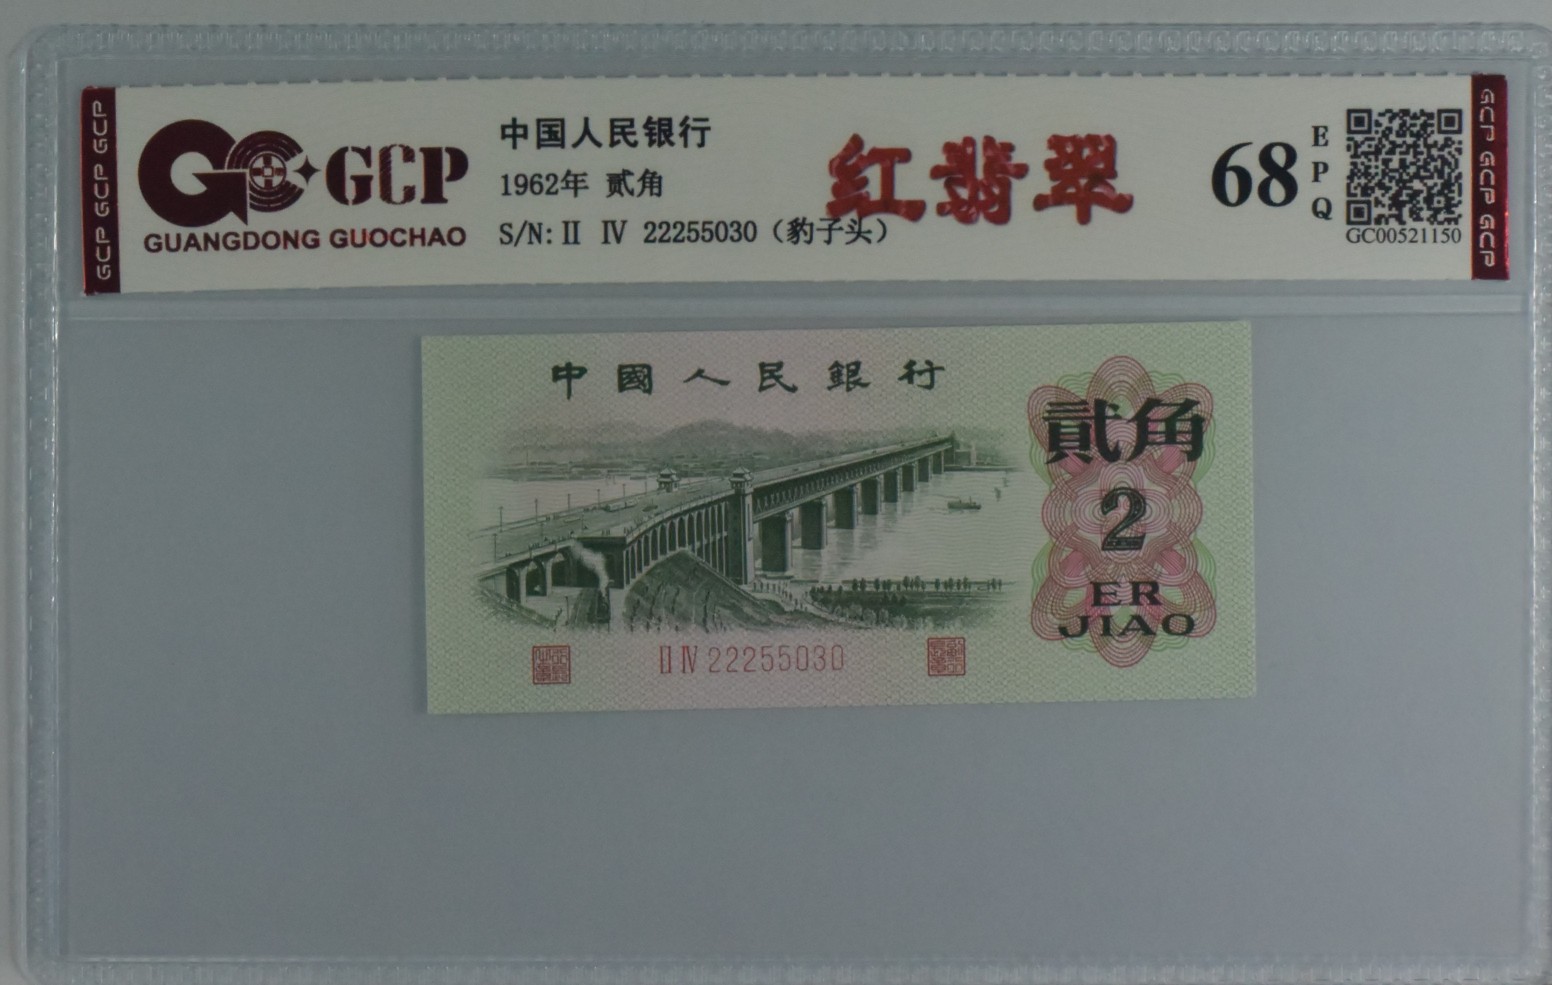 GCP GCP GCP
GCP
GUANGDONG GUOCHAO
中国人民银行
1962年 贰角
S/N: II IV 22255030（豹子头）
红翡翠
68
E
P
Q
GC00521150
GCP GCP GCP
中國人民銀行
貳角
2
ER
JIAO
II IV 22255030